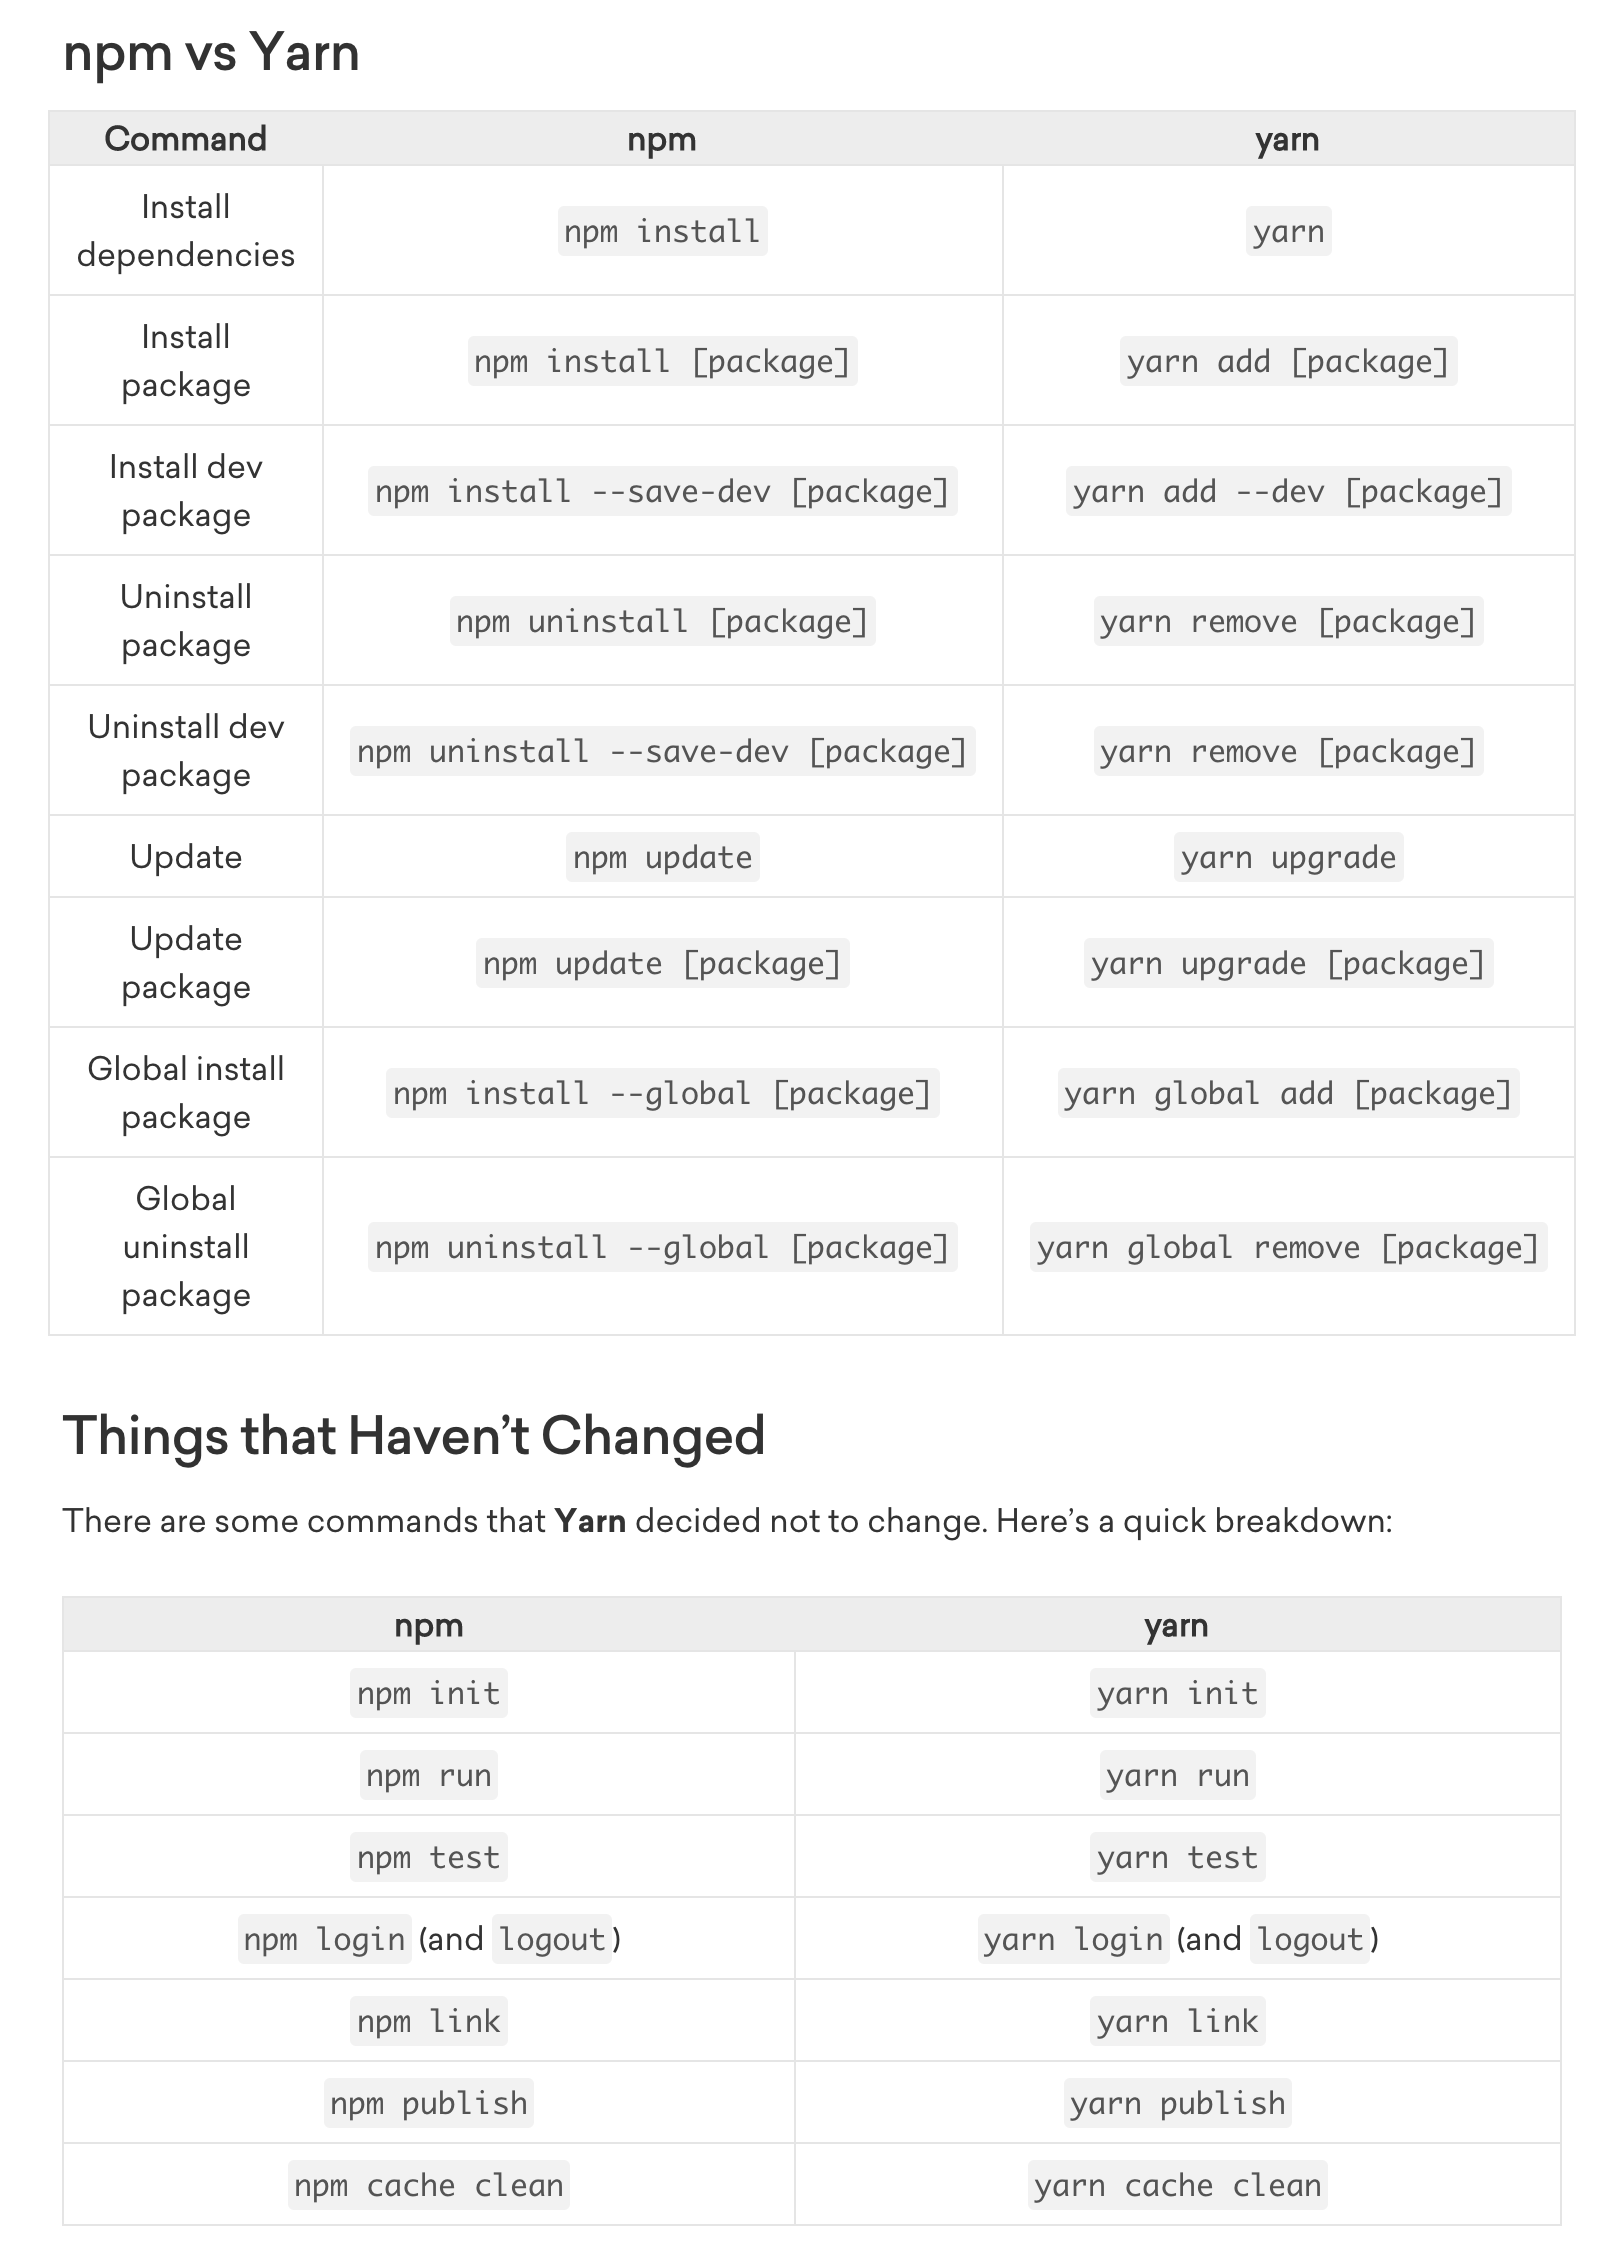 npm vs Yarn
Command npm yarn
Install
dependencies
npm install yarn
Install
package
npm install [package] yarn add [package]
Install dev
package
npm install --save-dev [package] yarn add --dev [package]
Uninstall
package
npm uninstall [package] yarn remove [package]
Uninstall dev
package
npm uninstall --save-dev [package] yarn remove [package]
Update npm update yarn upgrade
Update
package
npm update [package] yarn upgrade [package]
Global install
package
npm install --global [package] yarn global add [package]
Global
uninstall
package
npm uninstall --global [package] yarn global remove [package]
Things that Haven’t Changed
There are some commands that Yarn decided not to change. Here’s a quick breakdown:
npm yarn
npm init yarn init
npm run yarn run
npm test yarn test
npm login (and logout) yarn login (and logout)
npm link yarn link
npm publish yarn publish
npm cache clean yarn cache clean